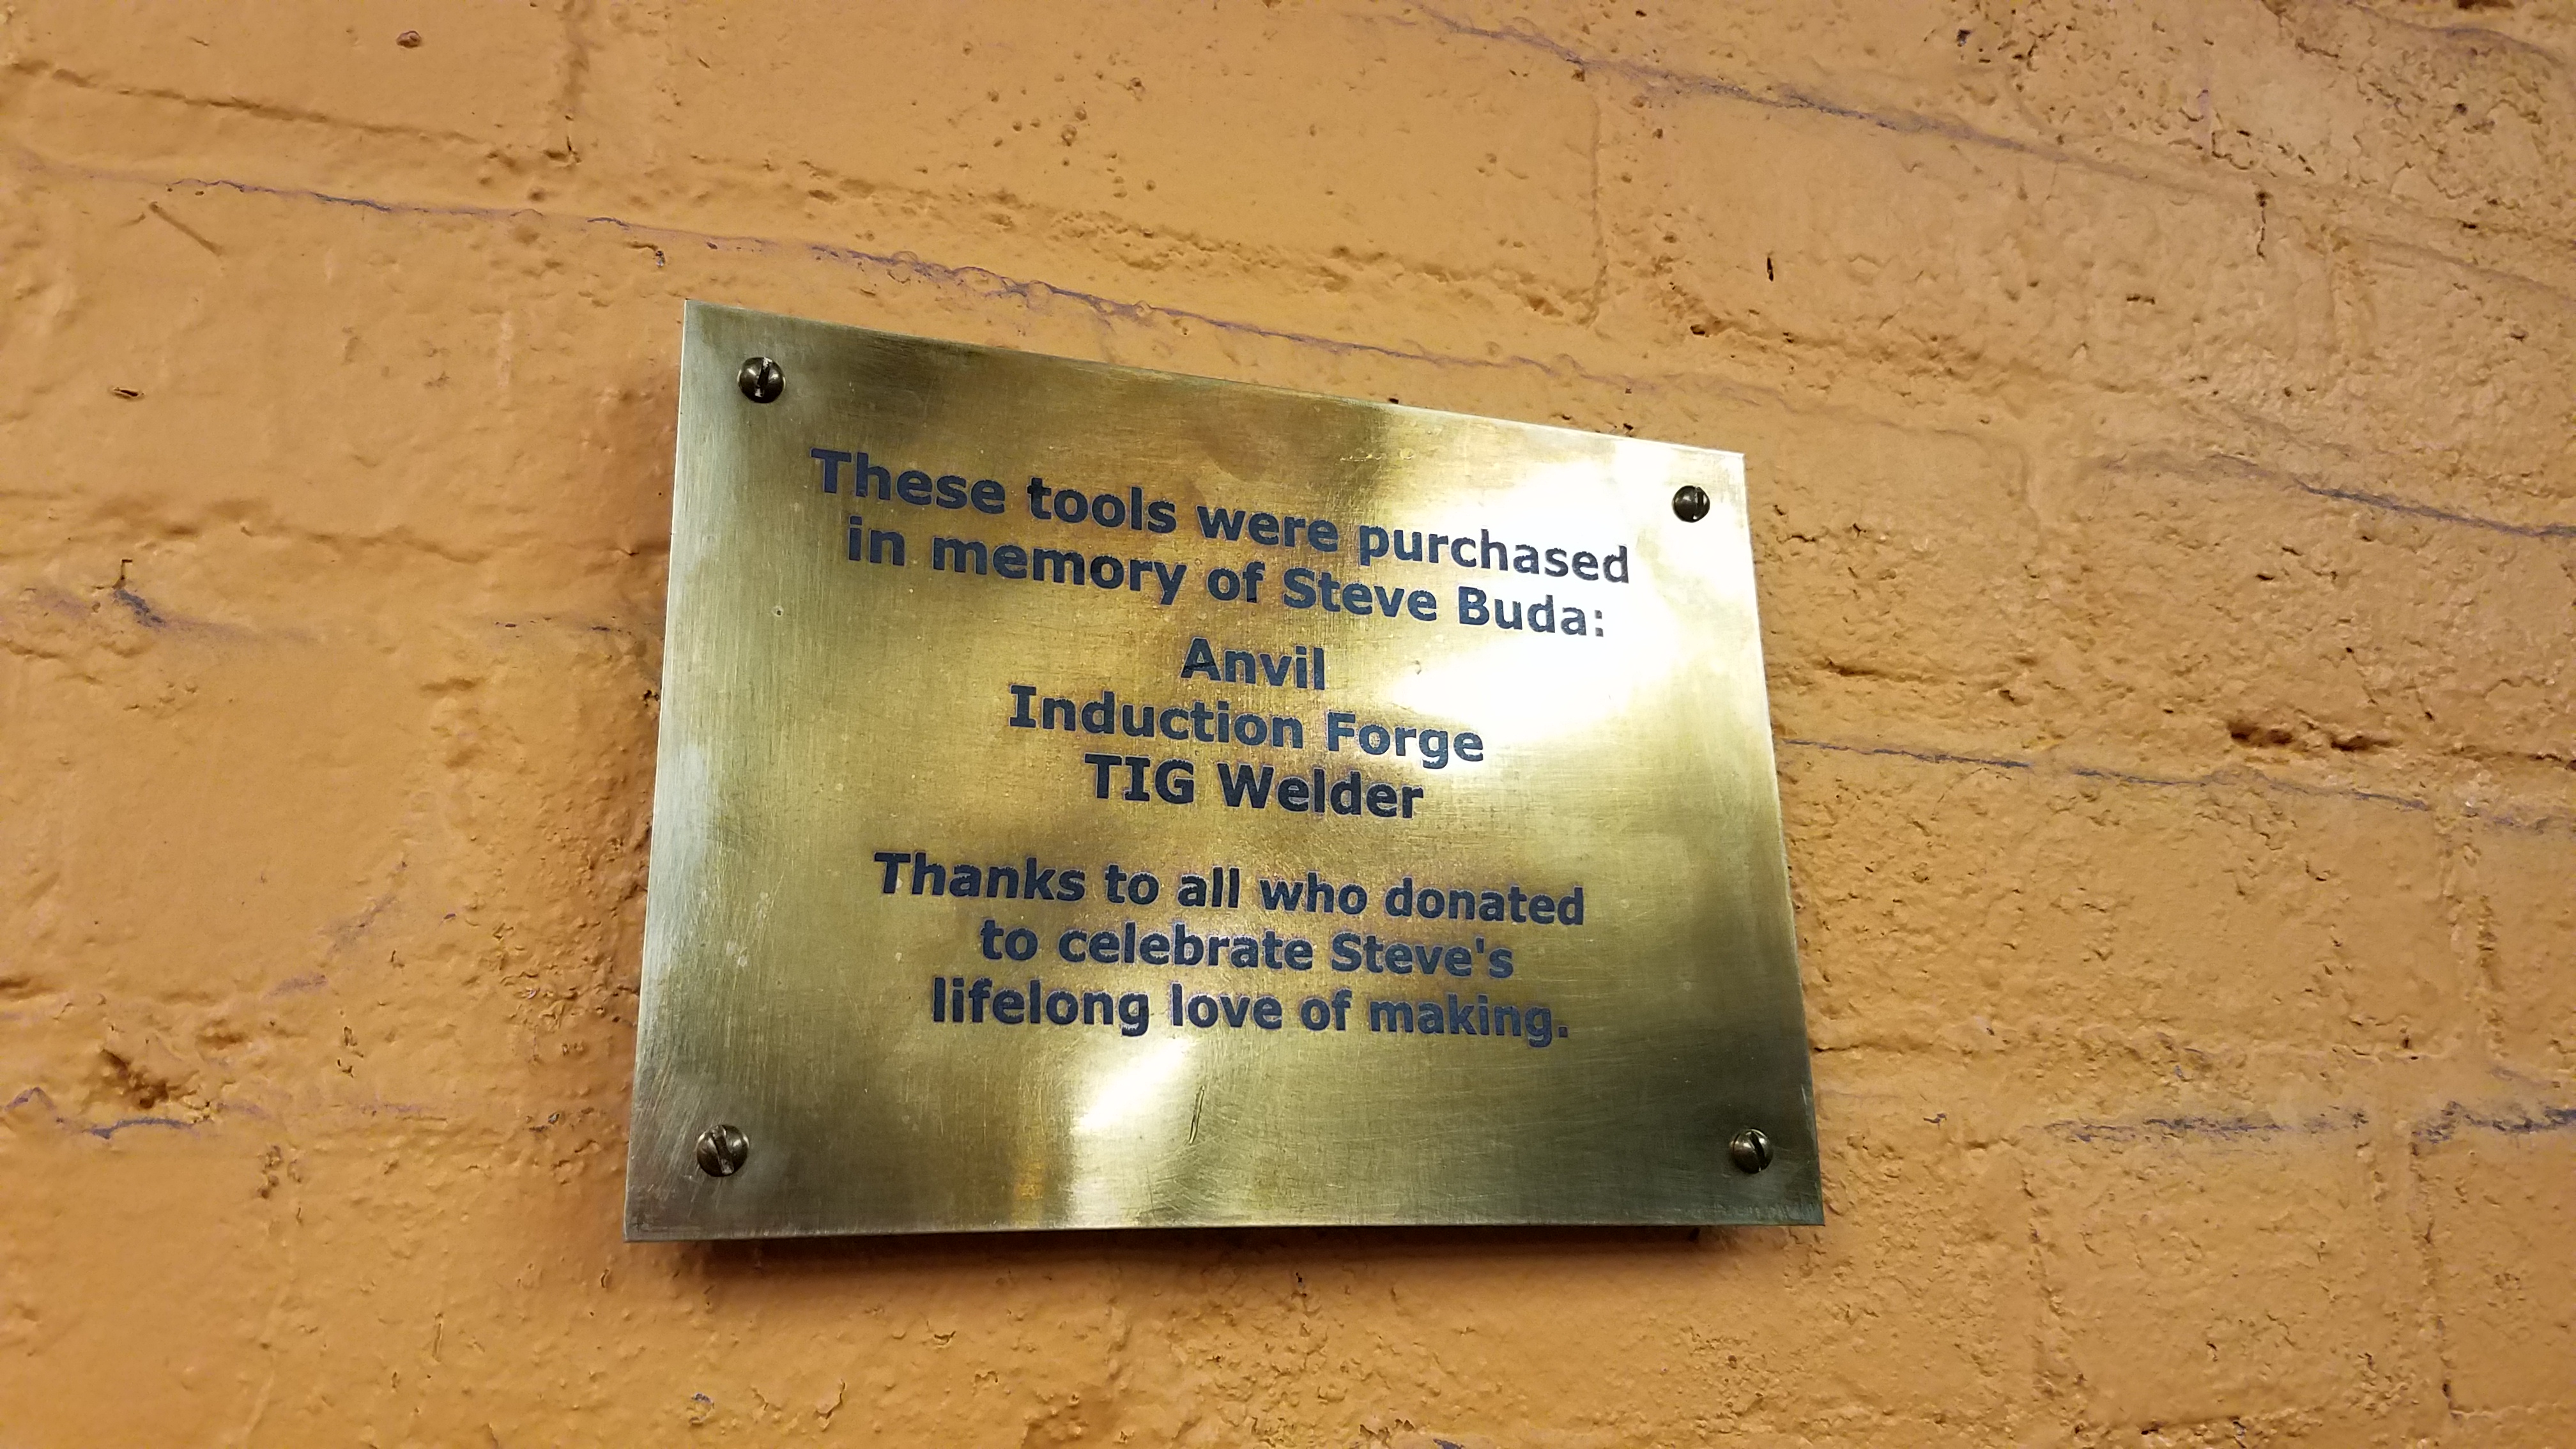 These tools were purchased
in memory of Steve Buda:
Anvil
Induction Forge
TIG Welder
Thanks to all who donated
to celebrate Steve's
lifelong love of making.